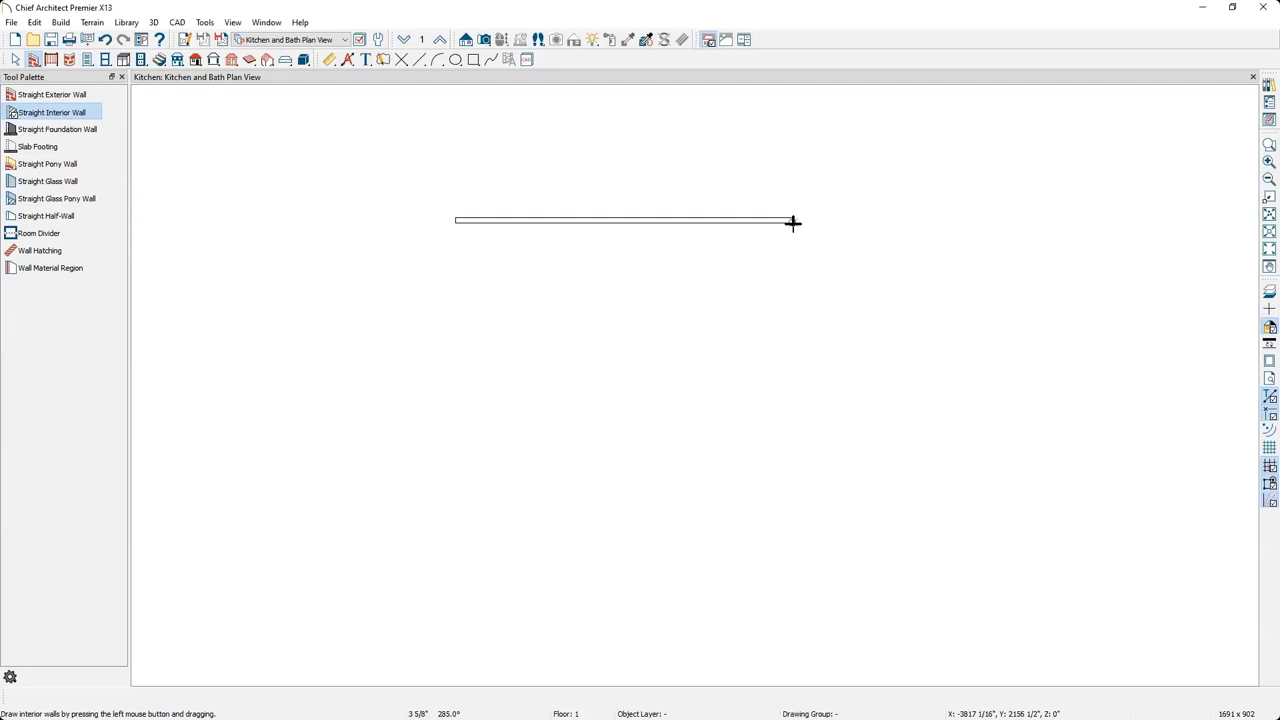 Chief Architect Premier X13
File Edit Build Terrain Library 3D CAD Tools View Window Help
Kitchen and Bath Plan View 1
Tool Palette
Kitchen: Kitchen and Bath Plan View
Straight Exterior Wall
Straight Interior Wall
Straight Foundation Wall
Slab Footing
Straight Pony Wall
Straight Glass Wall
Straight Glass Pony Wall
Straight Half-Wall
Room Divider
Wall Hatching
Wall Material Region
Draw interior walls by pressing the left mouse button and dragging. 3 5/8" 285.0° Floor: 1 Object Layer: - Drawing Group: - X: -3817 1/16", Y: 2156 1/2", Z: 0" 1691 x 902